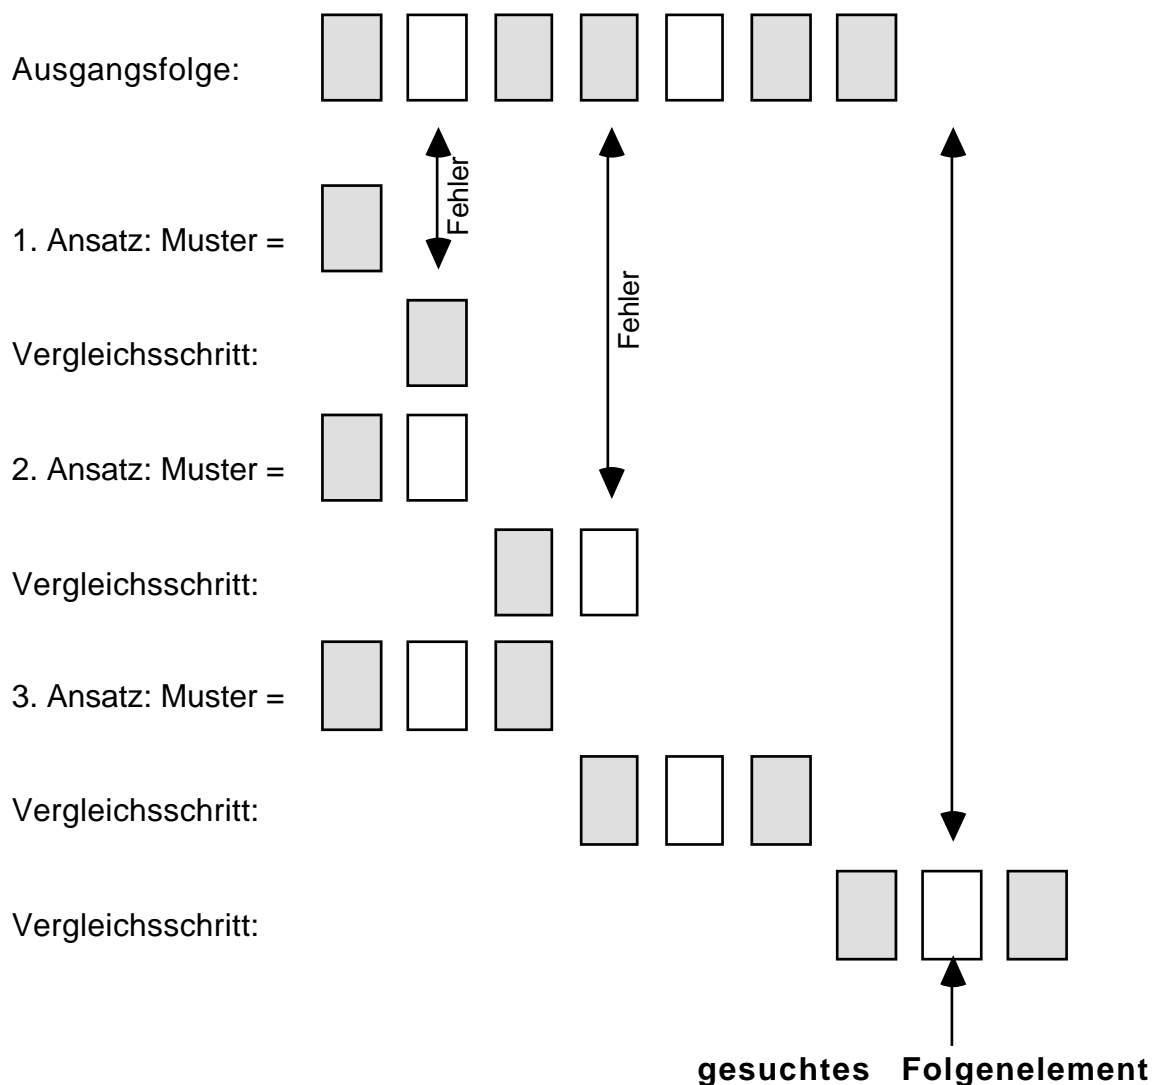 Ausgangsfolge:
Fehler
1. Ansatz: Muster =
Fehler
Vergleichsschritt:
2. Ansatz: Muster =
Vergleichsschritt:
3. Ansatz: Muster =
Vergleichsschritt:
Vergleichsschritt:
gesuchtes Folgenelement